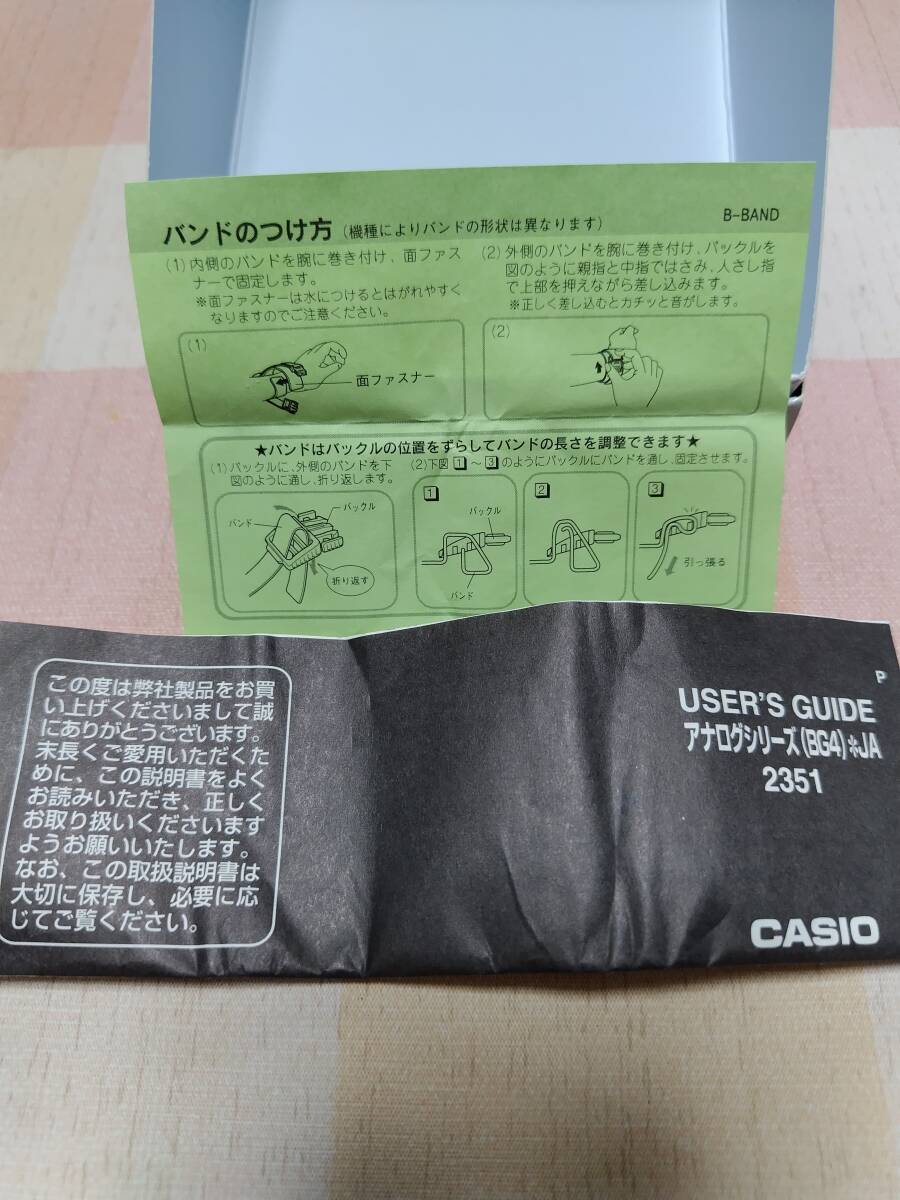 バンドのつけ方(機種によりバンドの形状は異なります)
B-BAND
(1)内側のバンドを腕に巻き付け、面ファス
ナーで固定します。
※面ファスナーは水につけるとはがれやすく
なりますのでご注意ください。
(2)外側のバンドを腕に巻き付け、バックルを
図のように親指と中指ではさみ、人さし指
で上部を押えながら差し込みます。
※正しく差し込むとカチッと音がします。
(1)
面ファスナー
(2)
★バンドはバックルの位置をずらしてバンドの長さを調整できます★
(1)バックルに、外側のバンドを下
図のように通し、折り返します。
(2)下図1～3のようにバックルにバンドを通し、固定させます。
バンド
バックル
折り返す
1
バックル
バンド
2
3
引っ張る
この度は弊社製品をお買
い上げくださいまして誠
にありがとうございます。
末長くご愛用いただくた
めに、この説明書をよく
お読みいただき、正しく
お取り扱いくださいます
ようお願いいたします。
なお、この取扱説明書は
大切に保存し、必要に応
じてご覧ください。
P
USER'S GUIDE
アナログシリーズ(BG4)※JA
2351
CASIO